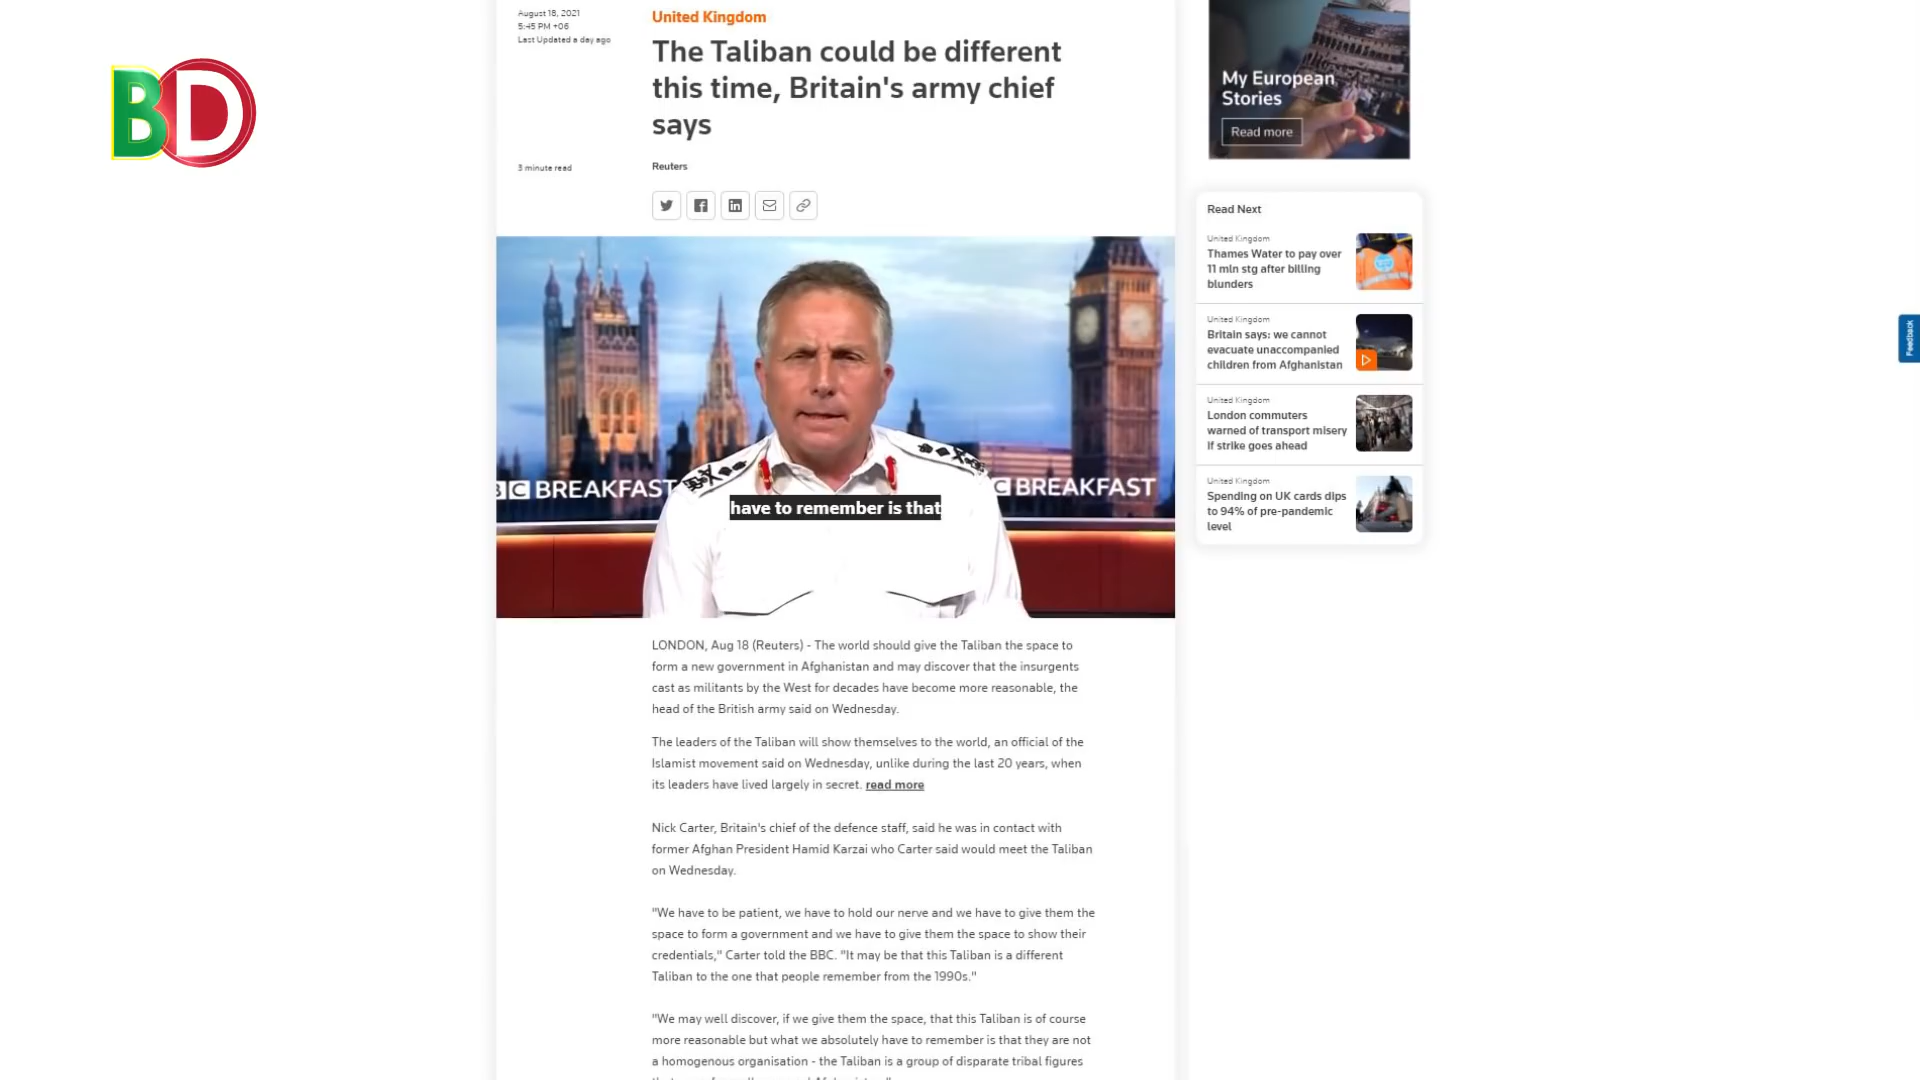 August 18, 2021
5:45 PM +06
Last Updated a day ago
BD
United Kingdom
The Taliban could be different
this time, Britain's army chief
says
3 minute read
Reuters
BC BREAKFAST
C BREAKFAST
have to remember is that
LONDON, Aug 18 (Reuters) - The world should give the Taliban the space to
form a new government in Afghanistan and may discover that the insurgents
cast as militants by the West for decades have become more reasonable, the
head of the British army said on Wednesday.
The leaders of the Taliban will show themselves to the world, an official of the
Islamist movement said on Wednesday, unlike during the last 20 years, when
its leaders have lived largely in secret. read more
Nick Carter, Britain's chief of the defence staff, said he was in contact with
former Afghan President Hamid Karzai who Carter said would meet the Taliban
on Wednesday.
"We have to be patient, we have to hold our nerve and we have to give them the
space to form a government and we have to give them the space to show their
credentials," Carter told the BBC. "It may be that this Taliban is a different
Taliban to the one that people remember from the 1990s."
"We may well discover, if we give them the space, that this Taliban is of course
more reasonable but what we absolutely have to remember is that they are not
a homogenous organisation - the Taliban is a group of disparate tribal figures
My European
Stories
Read more
Read Next
United Kingdom
Thames Water to pay over
11 mln stg after billing
blunders
United Kingdom
Britain says: we cannot
evacuate unaccompanied
children from Afghanistan
United Kingdom
London commuters
warned of transport misery
if strike goes ahead
United Kingdom
Spending on UK cards dips
to 94% of pre-pandemic
level
Feedback